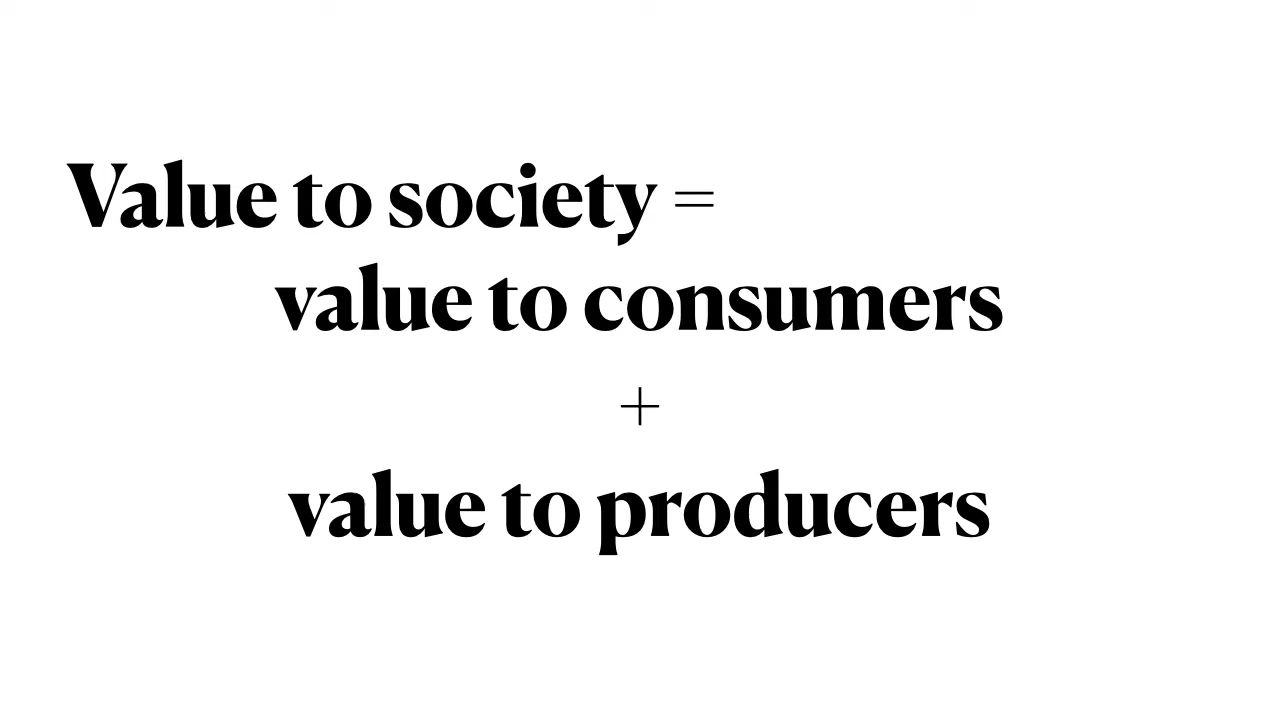 Value to society =
value to consumers
+
value to producers